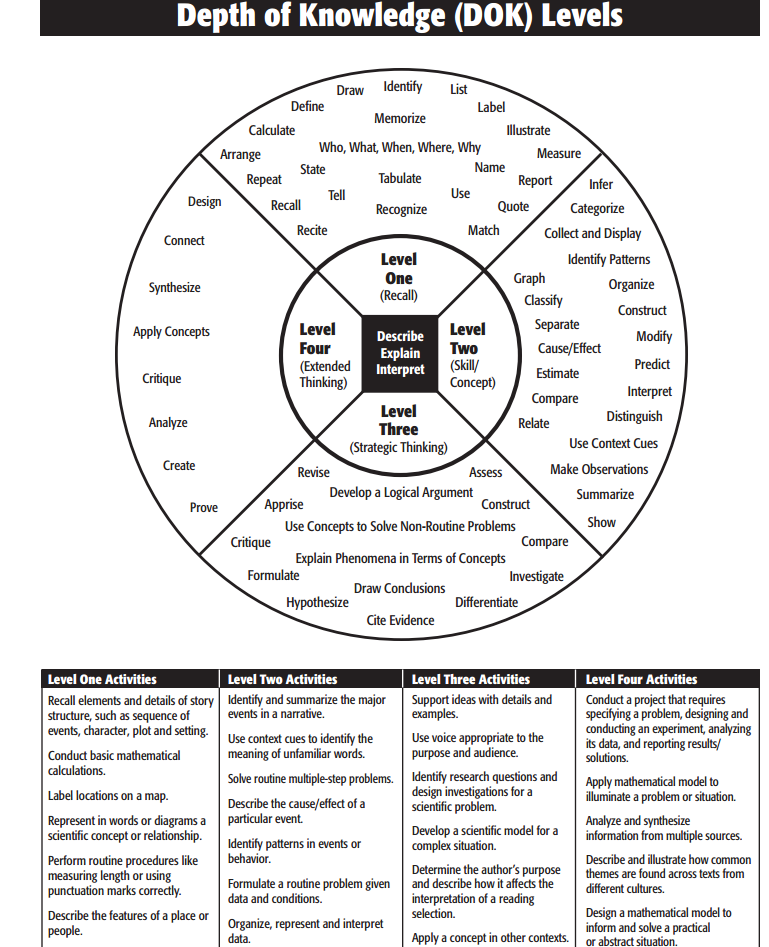 Depth of Knowledge (DOK) Levels
Draw
Identify
List
Define
Label
Memorize
Calculate
Illustrate
Who, What, When, Where, Why
Arrange
Measure
State
Name
Repeat
Tabulate
Report
Tell
Use
Recall
Recognize
Quote
Recite
Match
Infer
Categorize
Collect and Display
Identify Patterns
Graph
Organize
Classify
Construct
Separate
Modify
Cause/Effect
Predict
Estimate
Interpret
Compare
Distinguish
Relate
Use Context Cues
Make Observations
Summarize
Show
Design
Connect
Synthesize
Apply Concepts
Critique
Analyze
Create
Prove
Level
One
(Recall)
Level
Four
(Extended
Thinking)
Describe
Explain
Interpret
Level
Two
(Skill/
Concept)
Level
Three
(Strategic Thinking)
Revise
Assess
Develop a Logical Argument
Apprise
Construct
Use Concepts to Solve Non-Routine Problems
Critique
Compare
Explain Phenomena in Terms of Concepts
Formulate
Investigate
Draw Conclusions
Hypothesize
Differentiate
Cite Evidence
Level One Activities
Recall elements and details of story
structure, such as sequence of
events, character, plot and setting.
Conduct basic mathematical
calculations.
Label locations on a map.
Represent in words or diagrams a
scientific concept or relationship.
Perform routine procedures like
measuring length or using
punctuation marks correctly.
Describe the features of a place or
people.
Level Two Activities
Identify and summarize the major
events in a narrative.
Use context cues to identify the
meaning of unfamiliar words.
Solve routine multiple-step problems.
Describe the cause/effect of a
particular event.
Identify patterns in events or
behavior.
Formulate a routine problem given
data and conditions.
Organize, represent and interpret
data.
Level Three Activities
Support ideas with details and
examples.
Use voice appropriate to the
purpose and audience.
Identify research questions and
design investigations for a
scientific problem.
Develop a scientific model for a
complex situation.
Determine the author's purpose
and describe how it affects the
interpretation of a reading
selection.
Apply a concept in other contexts.
Level Four Activities
Conduct a project that requires
specifying a problem, designing and
conducting an experiment, analyzing
its data, and reporting results/
solutions.
Apply mathematical model to
illuminate a problem or situation.
Analyze and synthesize
information from multiple sources.
Describe and illustrate how common
themes are found across texts from
different cultures.
Design a mathematical model to
inform and solve a practical
or abstract situation.